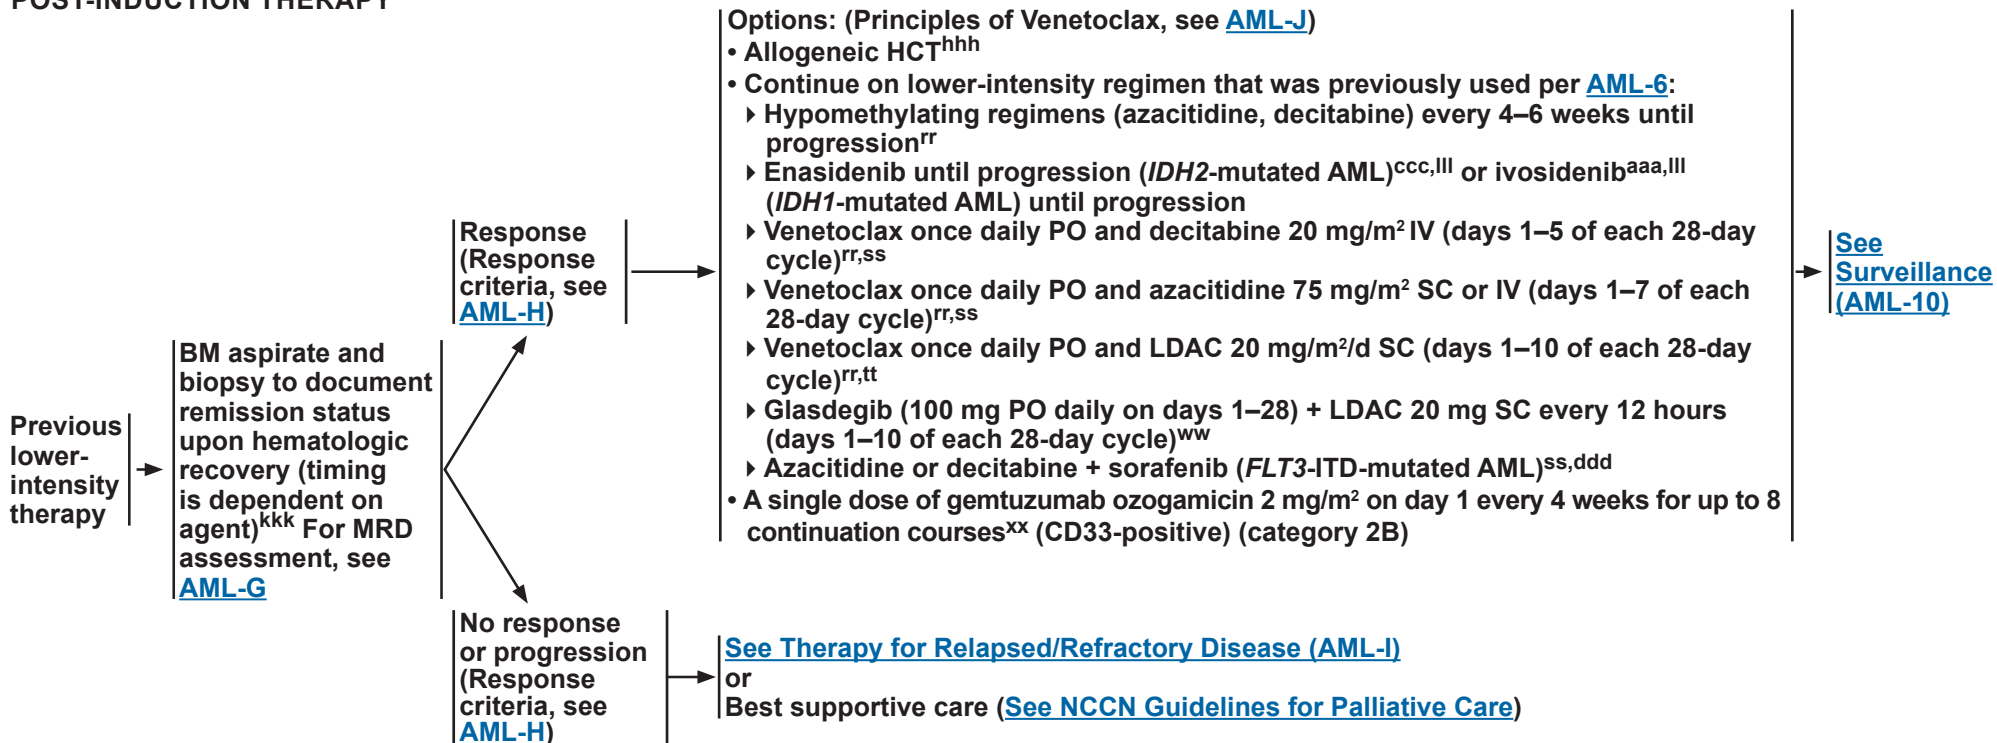 POST-INDUCTION THERAPY
Previous
lower-
intensity
therapy
BM aspirate and
biopsy to document
remission status
upon hematologic
recovery (timing
is dependent on
agent)kkk For MRD
assessment, see
AML-G
Response
(Response
criteria, see
AML-H)
Options: (Principles of Venetoclax, see AML-J)
• Allogeneic HCThhh
• Continue on lower-intensity regimen that was previously used per AML-6:
▸ Hypomethylating regimens (azacitidine, decitabine) every 4–6 weeks until
progressionrr
▸ Enasidenib until progression (IDH2-mutated AML)ccc,lll or ivosidenibaaa,lll
(IDH1-mutated AML) until progression
▸ Venetoclax once daily PO and decitabine 20 mg/m² IV (days 1–5 of each 28-day
cycle)rr,ss
▸ Venetoclax once daily PO and azacitidine 75 mg/m² SC or IV (days 1–7 of each
28-day cycle)rr,ss
▸ Venetoclax once daily PO and LDAC 20 mg/m²/d SC (days 1–10 of each 28-day
cycle)rr,tt
▸ Glasdegib (100 mg PO daily on days 1–28) + LDAC 20 mg SC every 12 hours
(days 1–10 of each 28-day cycle)ww
▸ Azacitidine or decitabine + sorafenib (FLT3-ITD-mutated AML)ss,ddd
• A single dose of gemtuzumab ozogamicin 2 mg/m² on day 1 every 4 weeks for up to 8
continuation coursesxx (CD33-positive) (category 2B)
See
Surveillance
(AML-10)
No response
or progression
(Response
criteria, see
AML-H)
See Therapy for Relapsed/Refractory Disease (AML-I)
or
Best supportive care (See NCCN Guidelines for Palliative Care)